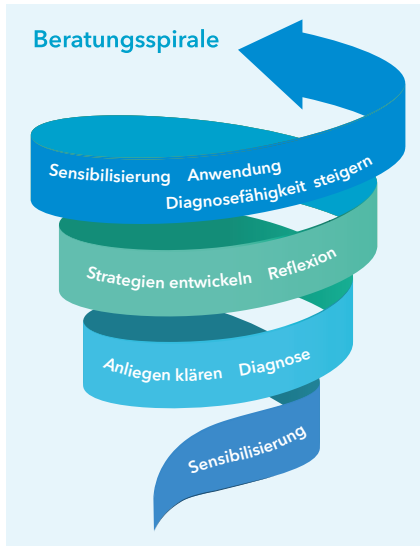 Beratungsspirale
Sensibilisierung Anwendung
Diagnosefähigkeit steigern
Strategien entwickeln Reflexion
Anliegen klären Diagnose
Sensibilisierung